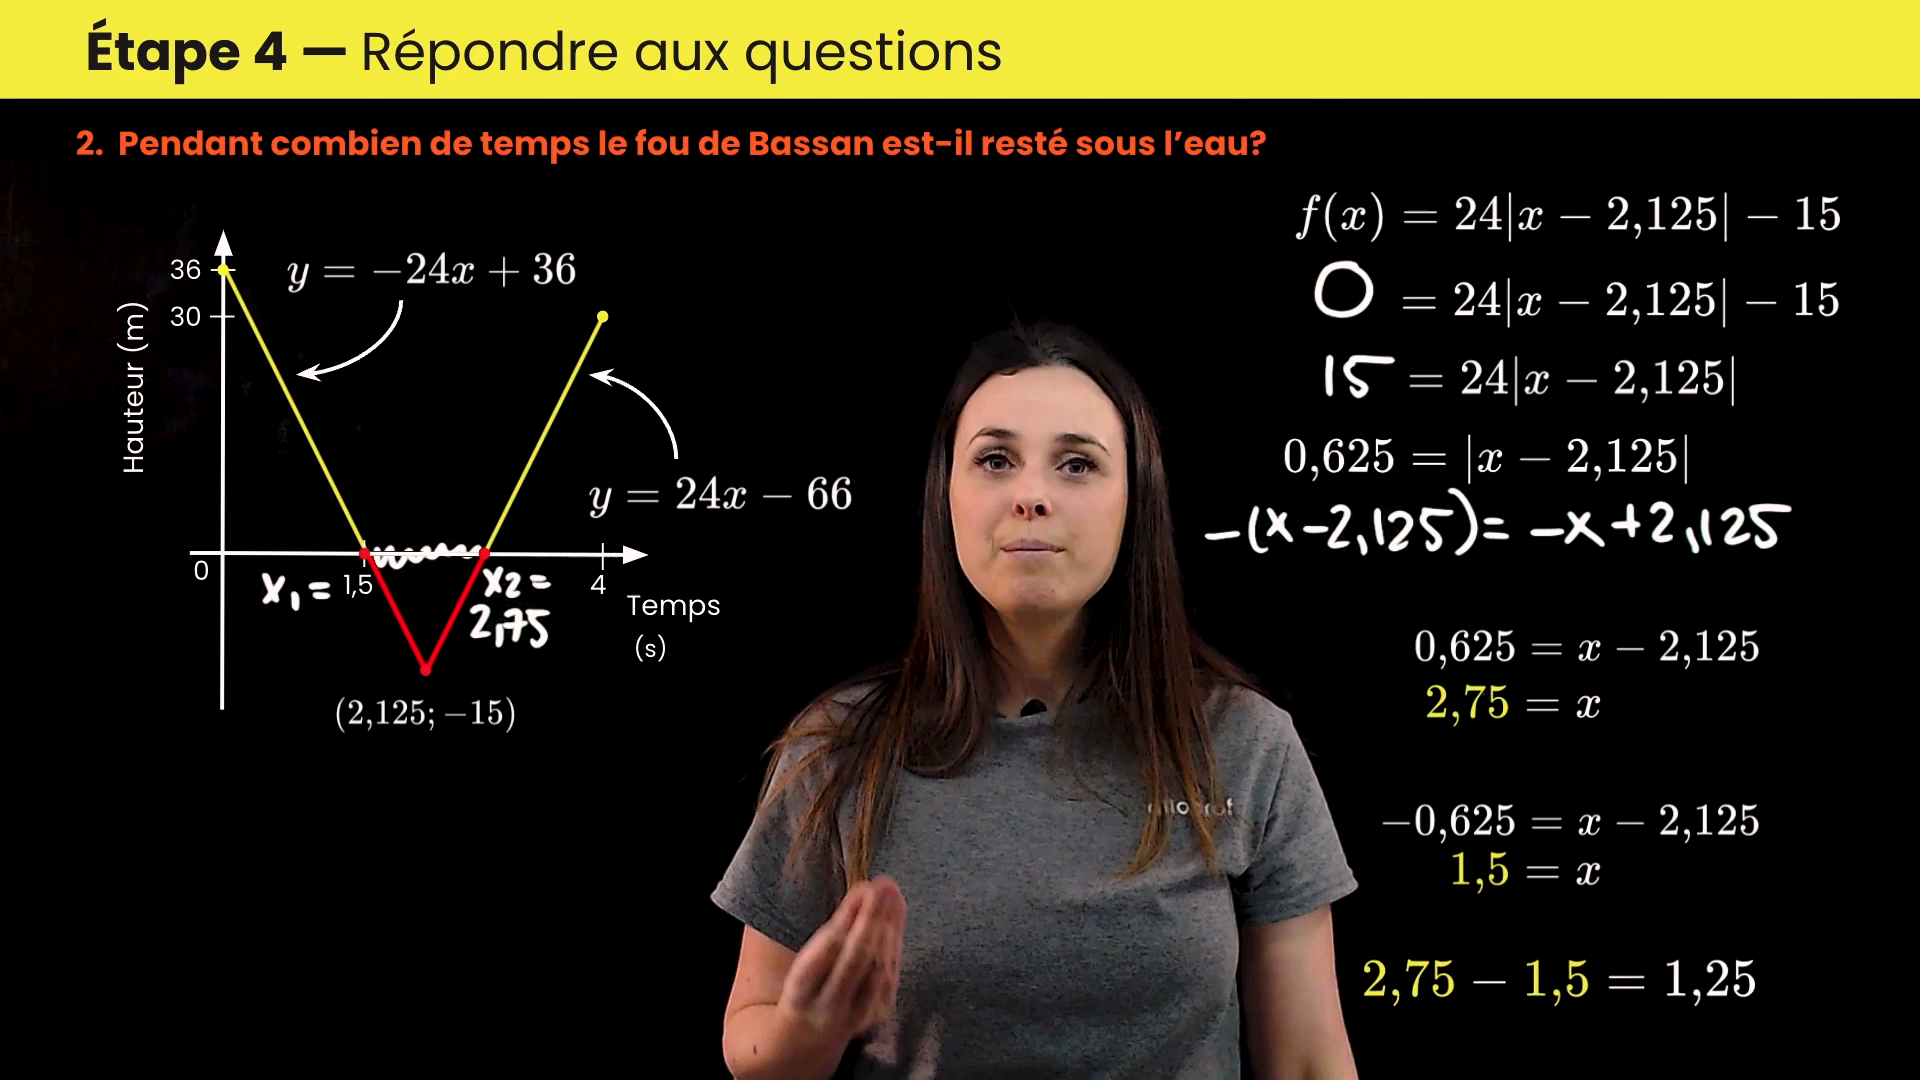 Étape 4 — Répondre aux questions
2. Pendant combien de temps le fou de Bassan est-il resté sous l'eau?
Hauteur (m)
36
30
y = −24x + 36
y = 24x − 66
0
x₁ = 1,5
x2 =
2,75
4
Temps
(s)
(2,125; −15)
f(x) = 24|x − 2,125| − 15
0 = 24|x − 2,125| − 15
15 = 24|x − 2,125|
0,625 = |x − 2,125|
−(x−2,125) = −x+2,125
0,625 = x − 2,125
2,75 = x
−0,625 = x − 2,125
1,5 = x
2,75 − 1,5 = 1,25